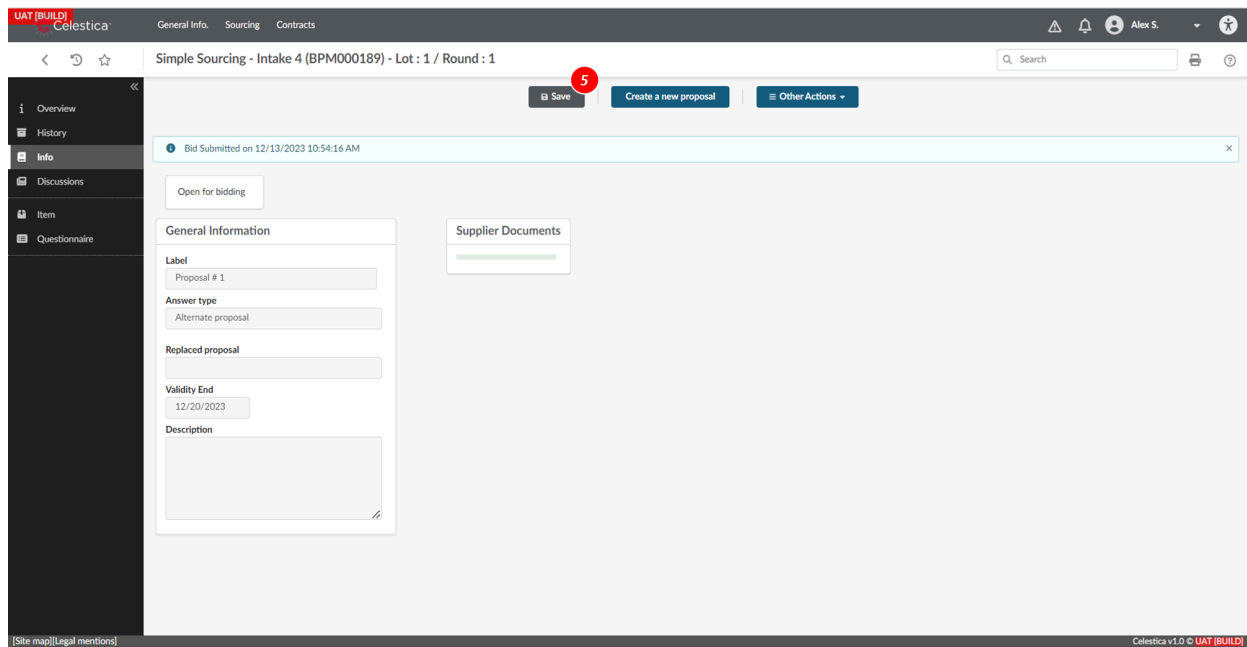 UAT [BUILD]
Celestica
General Info. Sourcing Contracts
Alex S.
Simple Sourcing - Intake 4 (BPM000189) - Lot : 1 / Round : 1
Search
5
Save
Create a new proposal
Other Actions
i Overview
History
Info
Discussions
Item
Questionnaire
Bid Submitted on 12/13/2023 10:54:16 AM
Open for bidding
General Information
Label
Proposal # 1
Answer type
Alternate proposal
Replaced proposal
Validity End
12/20/2023
Description
Supplier Documents
[Site map][Legal mentions]
Celestica v1.0 © UAT [BUILD]